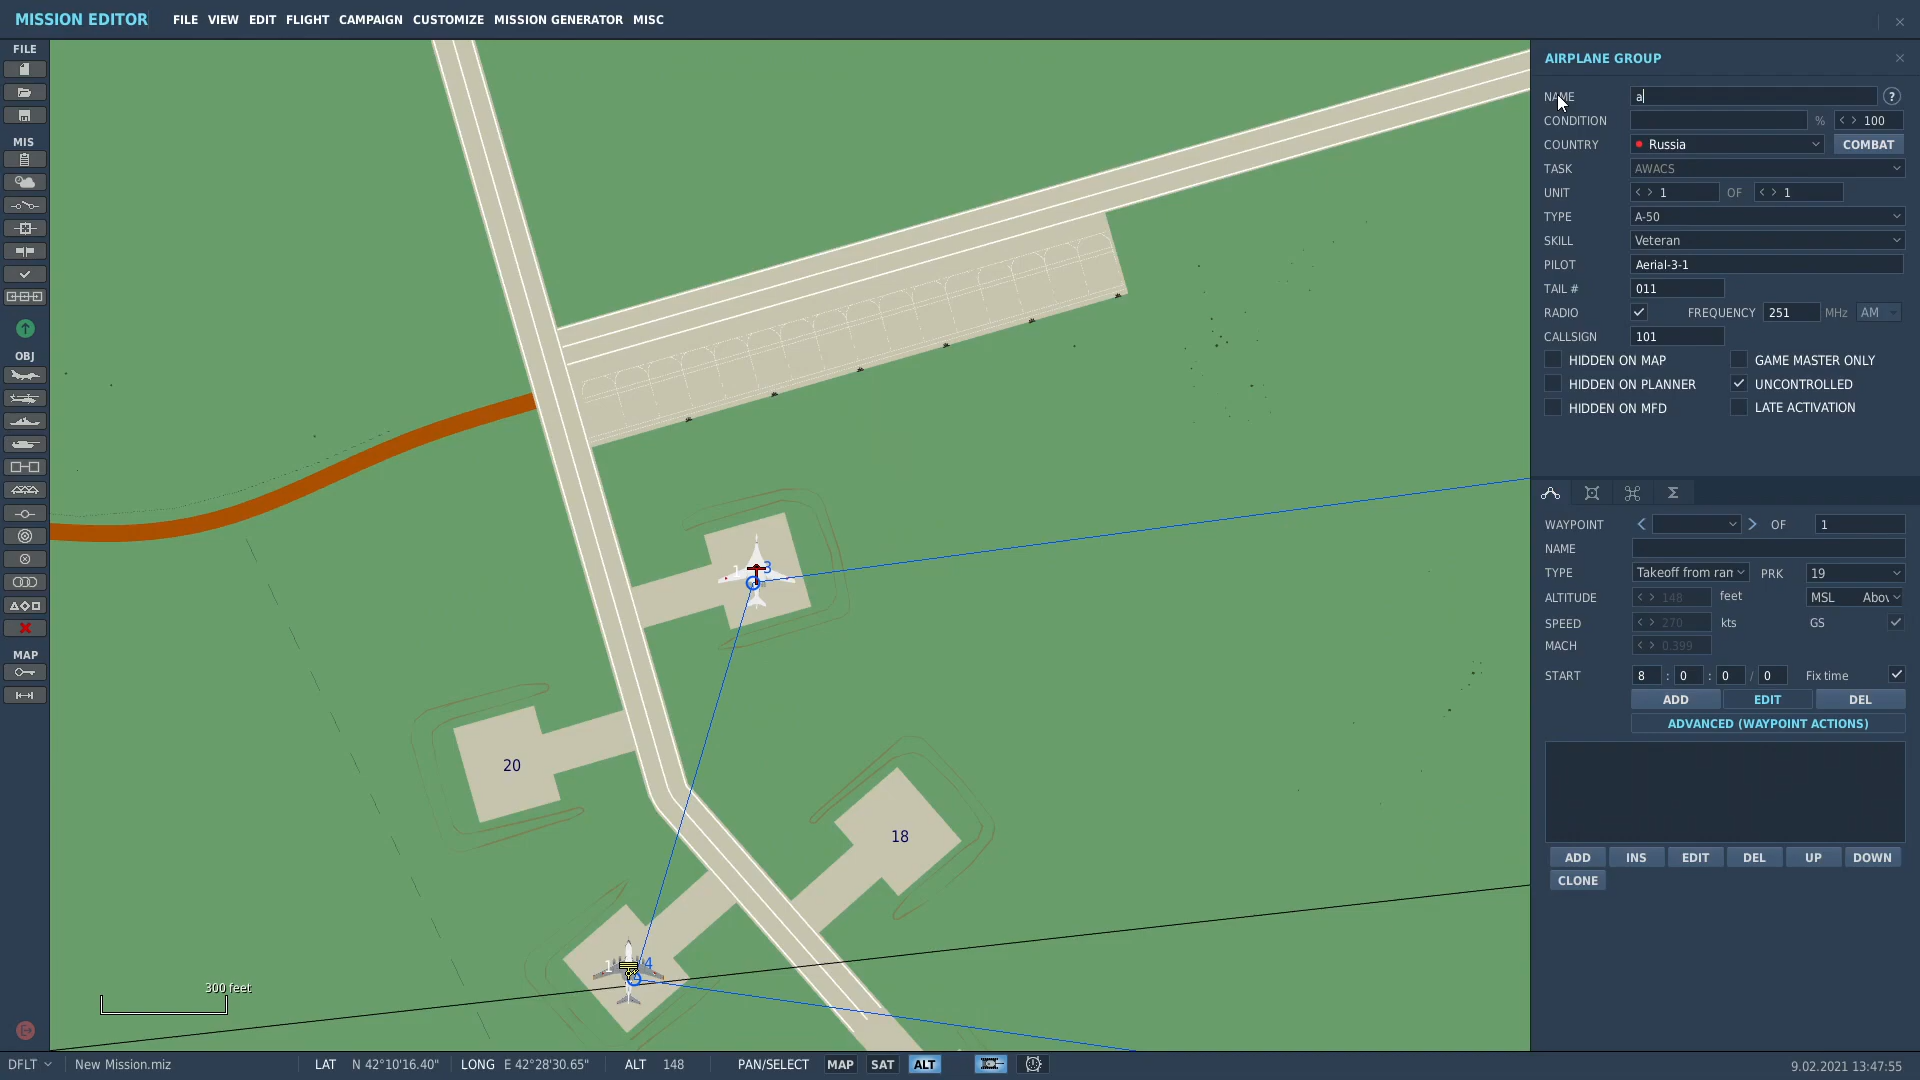 MISSION EDITOR FILE VIEW EDIT FLIGHT CAMPAIGN CUSTOMIZE MISSION GENERATOR MISC
FILE
MIS
OBJ
MAP
1 3
20
18
1 4
300 feet
AIRPLANE GROUP
NAME a ?
CONDITION % < > 100
COUNTRY Russia COMBAT
TASK AWACS
UNIT < > 1 OF < > 1
TYPE A-50
SKILL Veteran
PILOT Aerial-3-1
TAIL # 011
RADIO FREQUENCY 251 MHz AM
CALLSIGN 101
HIDDEN ON MAP GAME MASTER ONLY
HIDDEN ON PLANNER UNCONTROLLED
HIDDEN ON MFD LATE ACTIVATION
WAYPOINT < > OF 1
NAME
TYPE Takeoff from ran PRK 19
ALTITUDE < > 148 feet MSL Abov
SPEED < > 270 kts GS
MACH < > 0.399
START 8 : 0 : 0 / 0 Fix time
ADD EDIT DEL
ADVANCED (WAYPOINT ACTIONS)
ADD INS EDIT DEL UP DOWN
CLONE
DFLT New Mission.miz LAT N 42°10'16.40" LONG E 42°28'30.65" ALT 148 PAN/SELECT MAP SAT ALT 9.02.2021 13:47:55